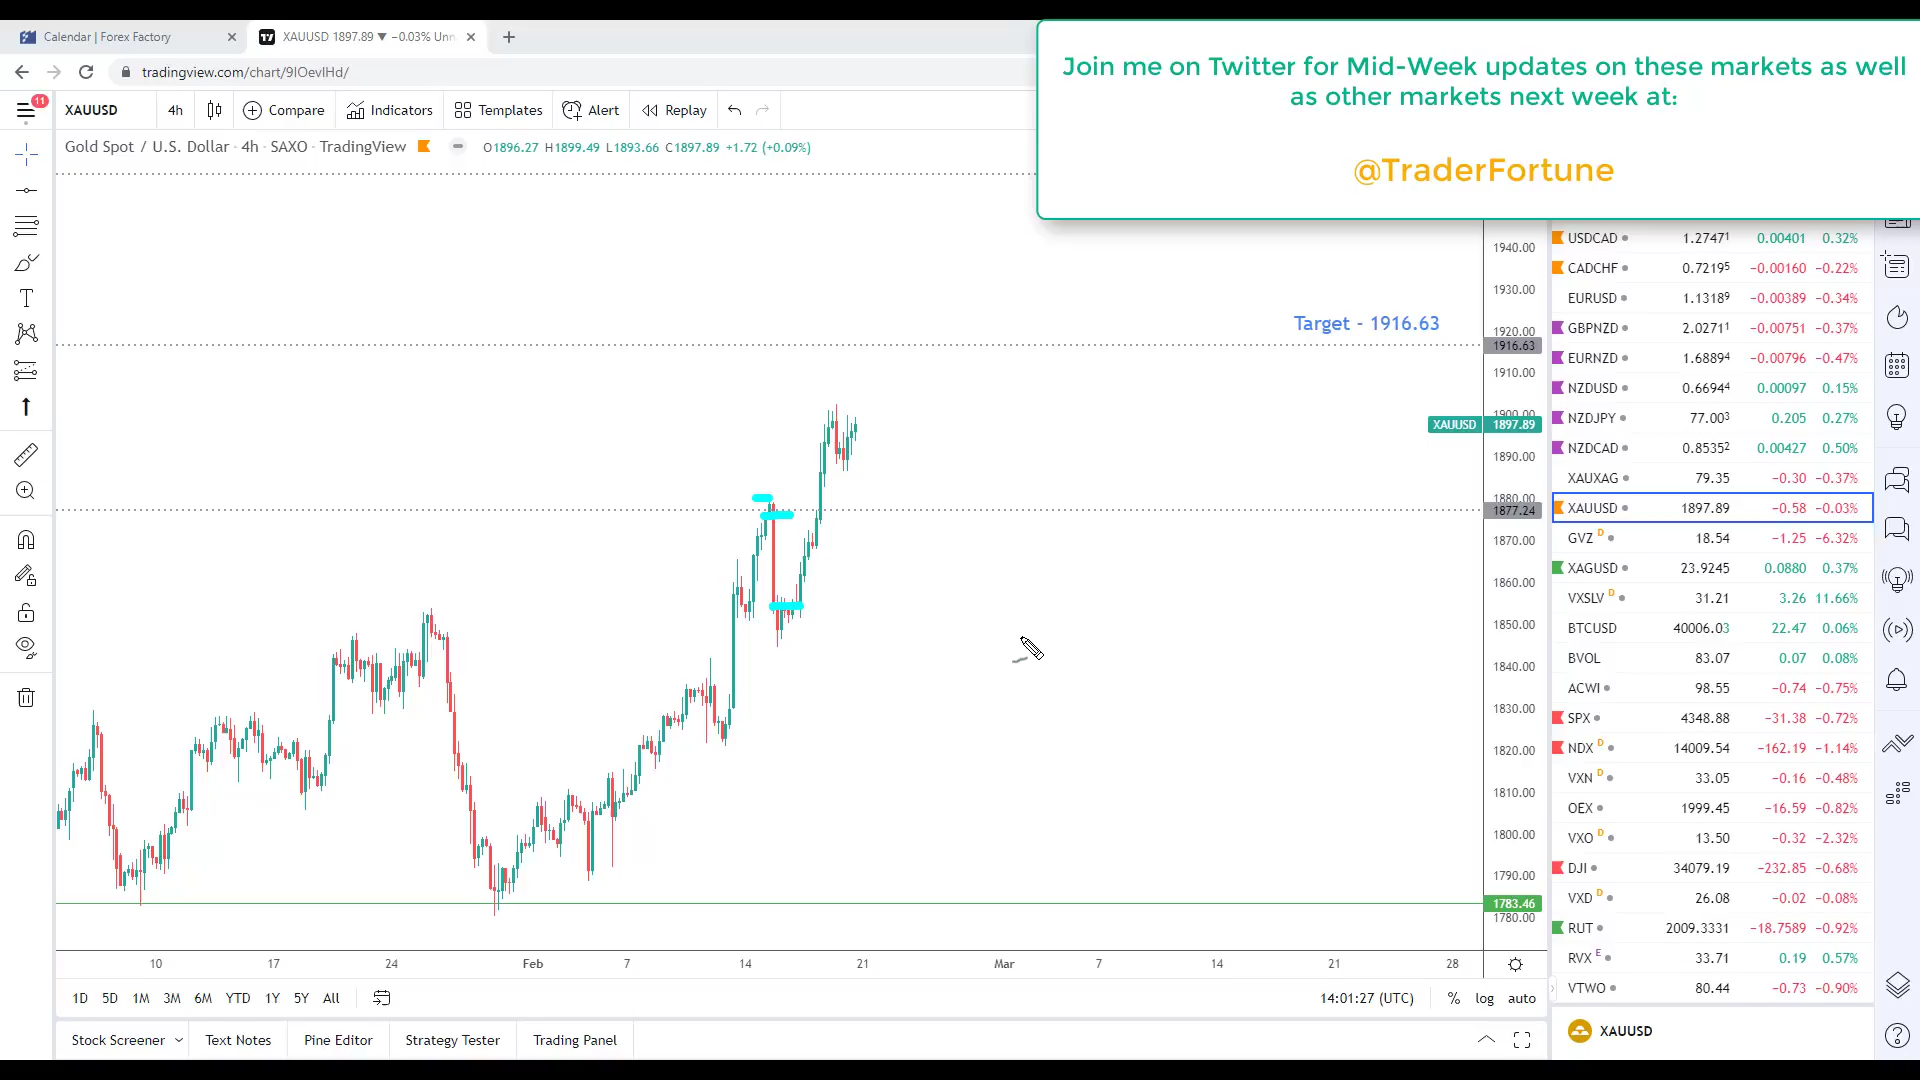 Calendar | Forex Factory
XAUUSD 1897.89 ▼ −0.03% Unn
tradingview.com/chart/9IOevIHd/
Join me on Twitter for Mid-Week updates on these markets as well
as other markets next week at:
@TraderFortune
11
XAUUSD 4h Compare Indicators Templates Alert Replay
Gold Spot / U.S. Dollar · 4h · SAXO · TradingView O1896.27 H1899.49 L1893.66 C1897.89 +1.72 (+0.09%)
Target - 1916.63
1940.00
1930.00
1920.00
1916.63
1910.00
1900.00
XAUUSD 1897.89
1890.00
1880.00
1877.24
1870.00
1860.00
1850.00
1840.00
1830.00
1820.00
1810.00
1800.00
1790.00
1783.46
1780.00
10 17 24 Feb 7 14 21 Mar 7 14 21 28
1D 5D 1M 3M 6M YTD 1Y 5Y All
14:01:27 (UTC) % log auto
Stock Screener Text Notes Pine Editor Strategy Tester Trading Panel
USDCAD 1.27471 0.00401 0.32%
CADCHF 0.72195 −0.00160 −0.22%
EURUSD 1.13189 −0.00389 −0.34%
GBPNZD 2.02711 −0.00751 −0.37%
EURNZD 1.68894 −0.00796 −0.47%
NZDUSD 0.66944 0.00097 0.15%
NZDJPY 77.003 0.205 0.27%
NZDCAD 0.85352 0.00427 0.50%
XAUXAG 79.35 −0.30 −0.37%
XAUUSD 1897.89 −0.58 −0.03%
GVZ D 18.54 −1.25 −6.32%
XAGUSD 23.9245 0.0880 0.37%
VXSLV D 31.21 3.26 11.66%
BTCUSD 40006.03 22.47 0.06%
BVOL 83.07 0.07 0.08%
ACWI 98.55 −0.74 −0.75%
SPX 4348.88 −31.38 −0.72%
NDX D 14009.54 −162.19 −1.14%
VXN D 33.05 −0.16 −0.48%
OEX 1999.45 −16.59 −0.82%
VXO D 13.50 −0.32 −2.32%
DJI 34079.19 −232.85 −0.68%
VXD D 26.08 −0.02 −0.08%
RUT 2009.3331 −18.7589 −0.92%
RVX E 33.71 0.19 0.57%
VTWO 80.44 −0.73 −0.90%
XAUUSD